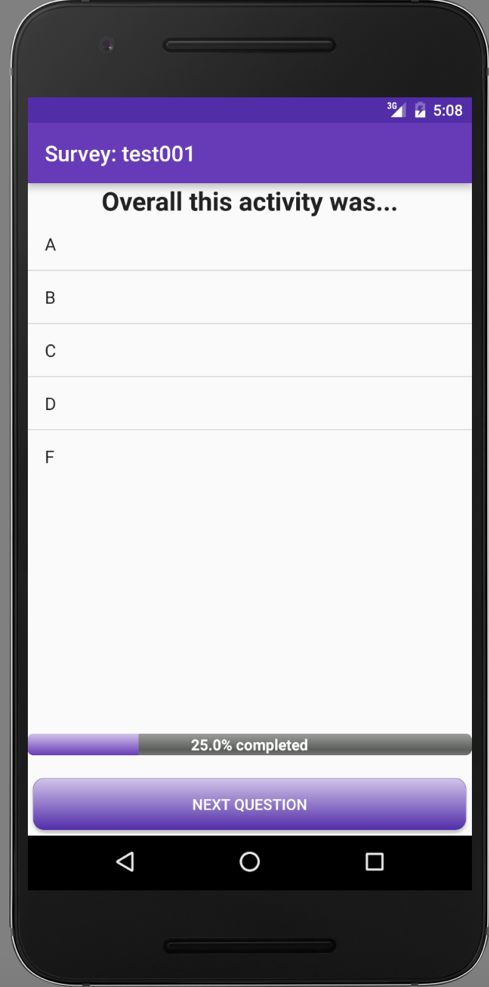 3G 5:08
Survey: test001
Overall this activity was...
A
B
C
D
F
25.0% completed
NEXT QUESTION